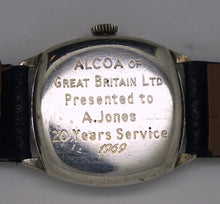 ALCOA OF
GREAT BRITAIN LTD
Presented to
A. Jones
20 Years Service
1969